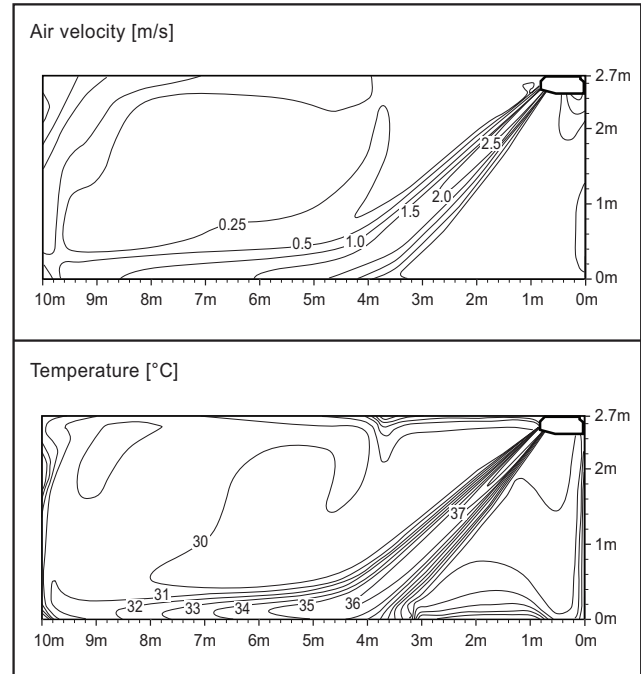 Air velocity [m/s]
2.7m
2.5
2m
2.0
1.5
1m
0.25
0.5
1.0
0m
10m 9m 8m 7m 6m 5m 4m 3m 2m 1m 0m
Temperature [°C]
2.7m
2m
37
30
1m
31
32 33 34 35 36
0m
10m 9m 8m 7m 6m 5m 4m 3m 2m 1m 0m